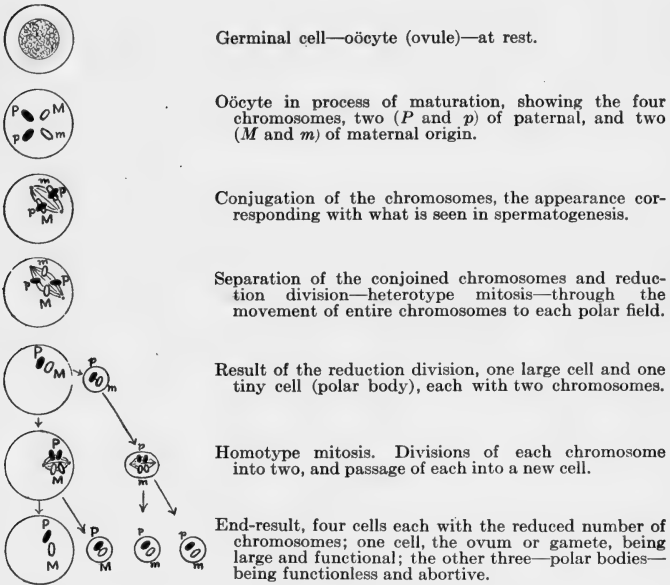 Germinal cell—oöcyte (ovule)—at rest.
P M
p m
Oöcyte in process of maturation, showing the four
chromosomes, two (P and p) of paternal, and two
(M and m) of maternal origin.
m
p
P
M
Conjugation of the chromosomes, the appearance cor-
responding with what is seen in spermatogenesis.
m
p P
M
Separation of the conjoined chromosomes and reduc-
tion division—heterotype mitosis—through the
movement of entire chromosomes to each polar field.
P
M
p
m
Result of the reduction division, one large cell and one
tiny cell (polar body), each with two chromosomes.
P
M
p
m
Homotype mitosis. Divisions of each chromosome
into two, and passage of each into a new cell.
P
M
P
M
p
m
p
m
End-result, four cells each with the reduced number of
chromosomes; one cell, the ovum or gamete, being
large and functional; the other three—polar bodies—
being functionless and abortive.